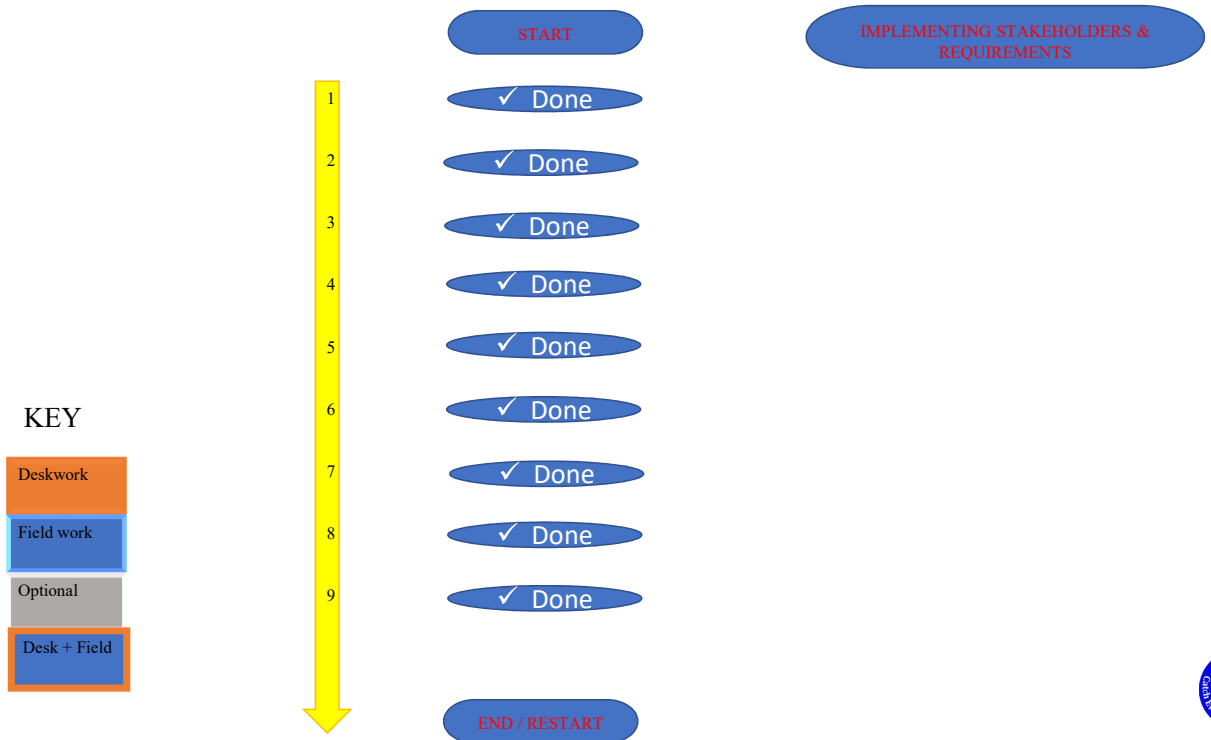 START
IMPLEMENTING STAKEHOLDERS &
REQUIREMENTS
1
✓ Done
2
✓ Done
3
✓ Done
4
✓ Done
5
✓ Done
6
✓ Done
7
✓ Done
8
✓ Done
9
✓ Done
KEY
Deskwork
Field work
Optional
Desk + Field
END / RESTART